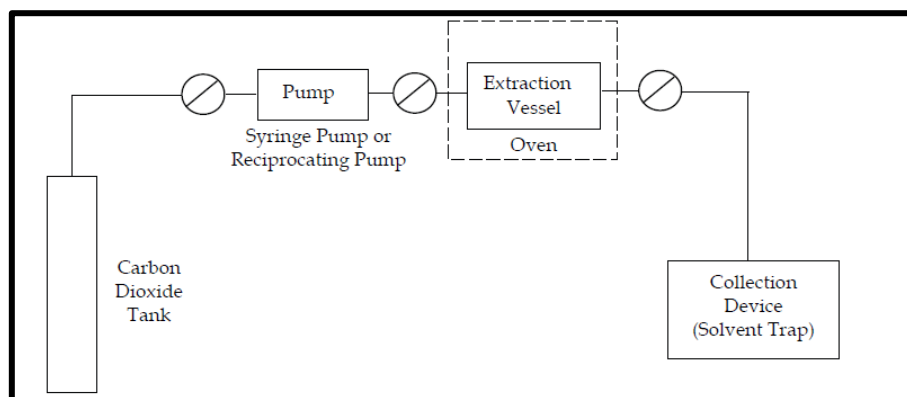 Pump
Syringe Pump or
Reciprocating Pump
Extraction
Vessel
Oven
Carbon
Dioxide
Tank
Collection
Device
(Solvent Trap)